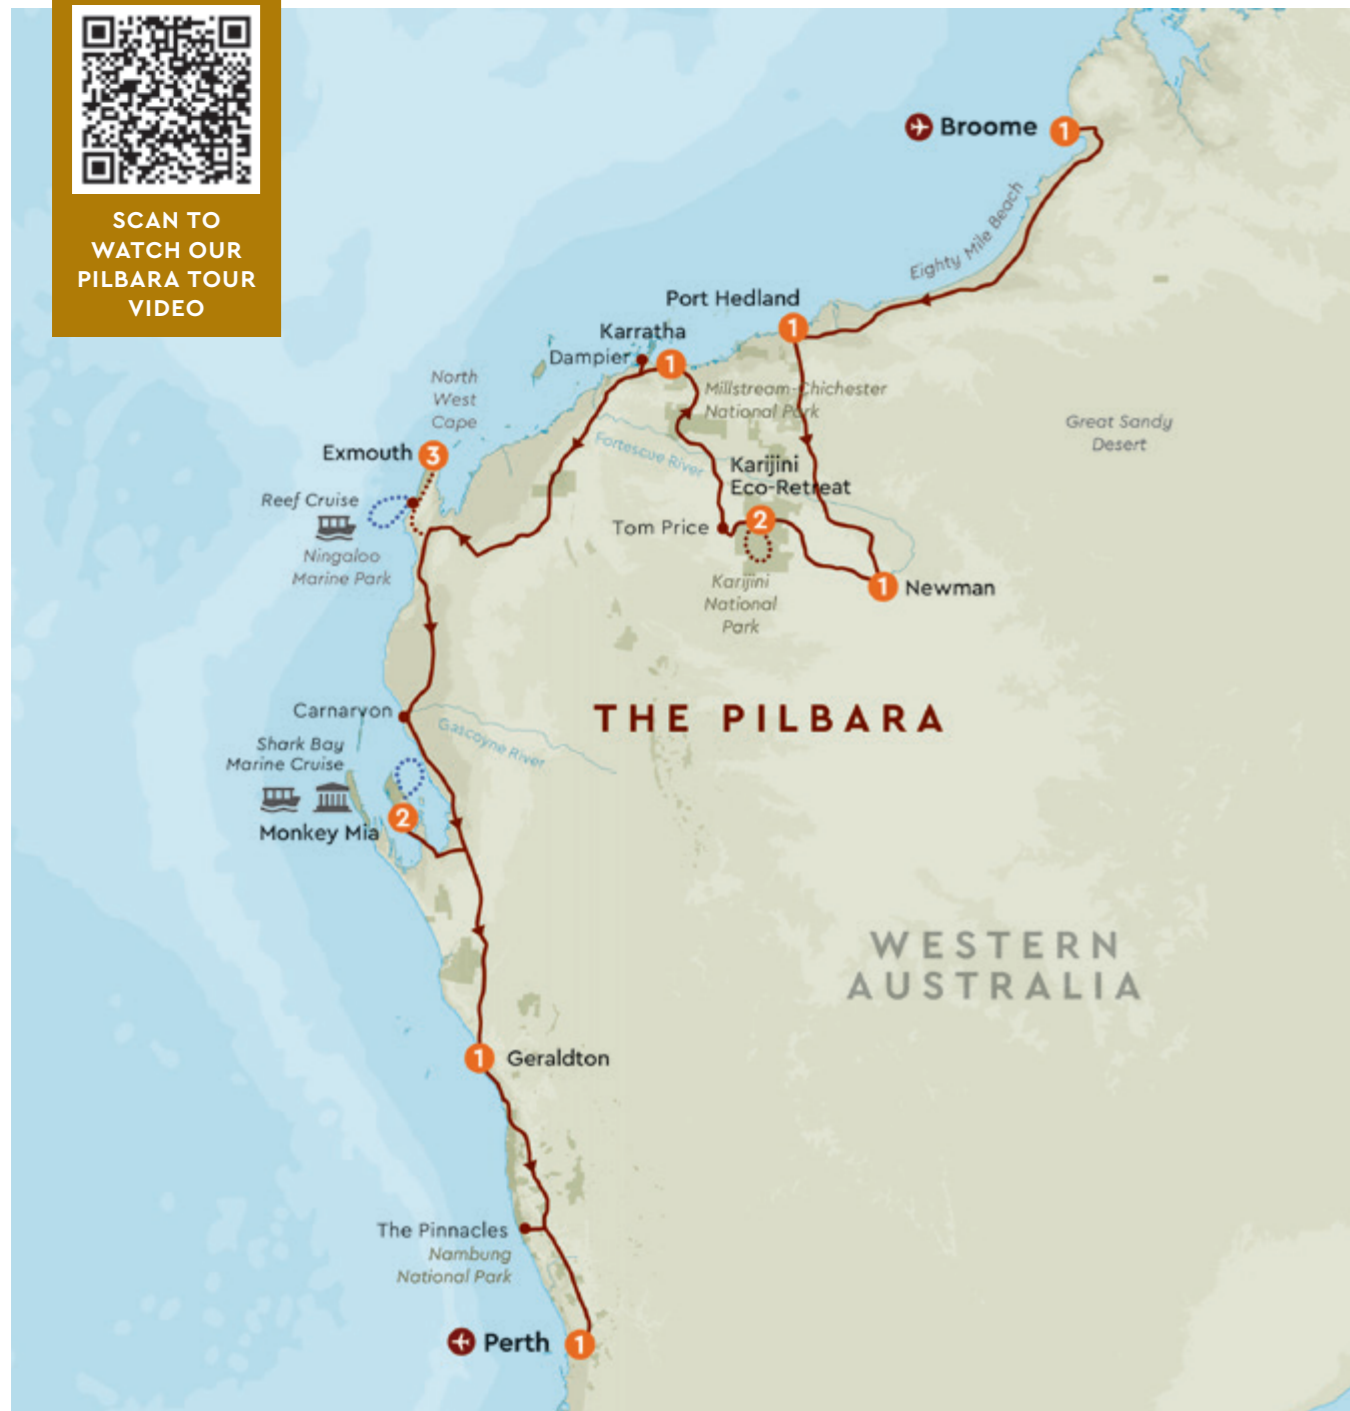 SCAN TO
WATCH OUR
PILBARA TOUR
VIDEO
Broome
1
Eighty Mile Beach
Port Hedland
1
Karratha
Dampier
1
North
West
Cape
Millstream-Chichester
National Park
Great Sandy
Desert
Exmouth
3
Fortescue River
Karijini
Eco-Retreat
Reef Cruise
2
Tom Price
Ningaloo
Marine Park
Karijini
National
Park
1
Newman
Carnarvon
THE PILBARA
Gascoyne River
Shark Bay
Marine Cruise
2
Monkey Mia
WESTERN
AUSTRALIA
1
Geraldton
The Pinnacles
Nambung
National Park
Perth
1